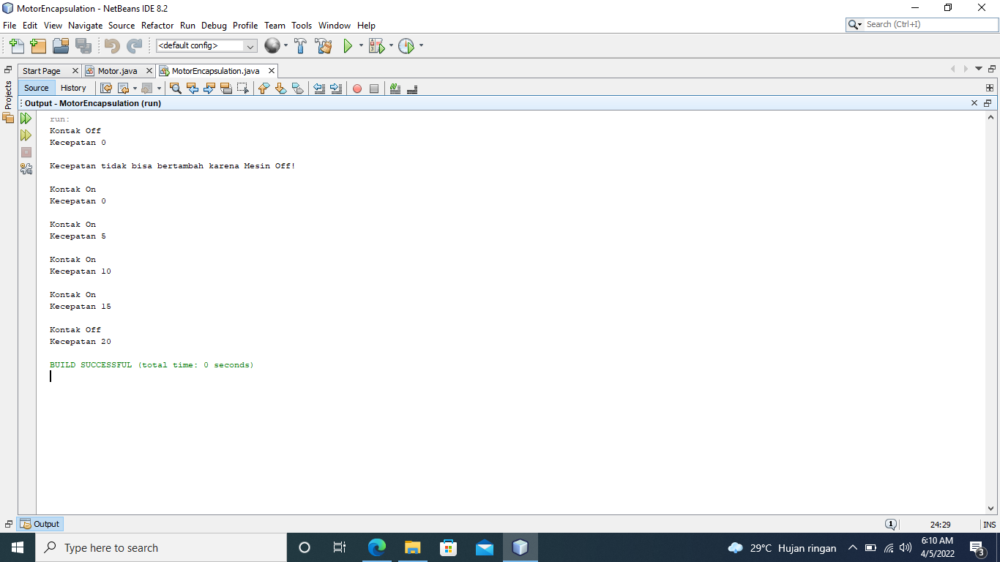 MotorEncapsulation - NetBeans IDE 8.2
File Edit View Navigate Source Refactor Run Debug Profile Team Tools Window Help
Search (Ctrl+I)
<default config>
Start Page Motor.java MotorEncapsulation.java
Projects
Source History
Output - MotorEncapsulation (run)
run:
Kontak Off
Kecepatan 0
Kecepatan tidak bisa bertambah karena Mesin Off!
Kontak On
Kecepatan 0
Kontak On
Kecepatan 5
Kontak On
Kecepatan 10
Kontak On
Kecepatan 15
Kontak Off
Kecepatan 20
BUILD SUCCESSFUL (total time: 0 seconds)
Output
1
24:29
INS
Type here to search
29°C Hujan ringan
6:10 AM
4/5/2022
3